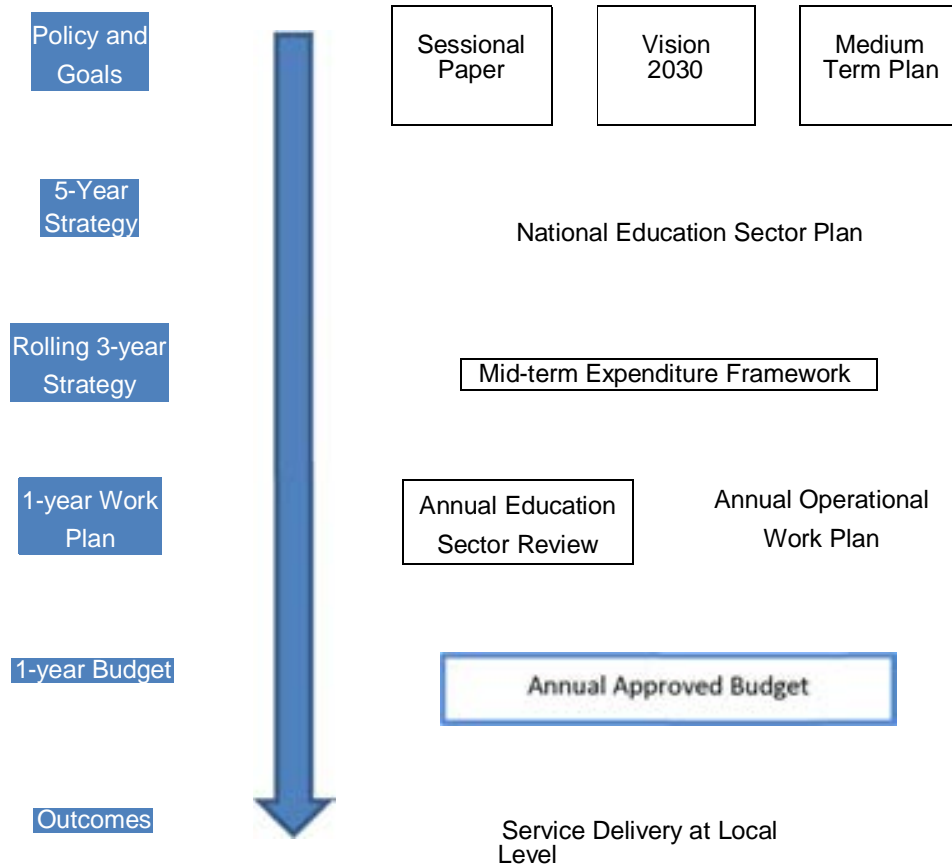 Policy and
Goals
Sessional
Paper
Vision
2030
Medium
Term Plan
5-Year
Strategy
National Education Sector Plan
Rolling 3-year
Strategy
Mid-term Expenditure Framework
1-year Work
Plan
Annual Education
Sector Review
Annual Operational
Work Plan
1-year Budget
Annual Approved Budget
Outcomes
Service Delivery at Local
Level